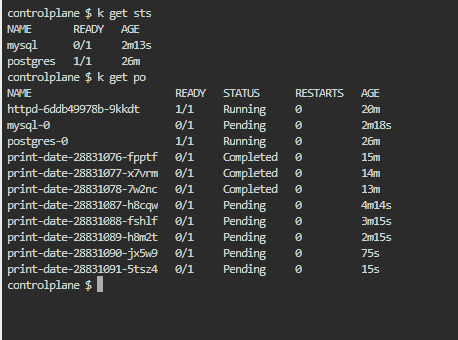 controlplane $ k get sts
NAME READY AGE
mysql 0/1 2m13s
postgres 1/1 26m
controlplane $ k get po
NAME READY STATUS RESTARTS AGE
httpd-6ddb49978b-9kkdt 1/1 Running 0 20m
mysql-0 0/1 Pending 0 2m18s
postgres-0 1/1 Running 0 26m
print-date-28831076-fpptf 0/1 Completed 0 15m
print-date-28831077-x7vrm 0/1 Completed 0 14m
print-date-28831078-7w2nc 0/1 Completed 0 13m
print-date-28831087-h8cqw 0/1 Pending 0 4m14s
print-date-28831088-fshlf 0/1 Pending 0 3m15s
print-date-28831089-h8m2t 0/1 Pending 0 2m15s
print-date-28831090-jx5w9 0/1 Pending 0 75s
print-date-28831091-5tsz4 0/1 Pending 0 15s
controlplane $